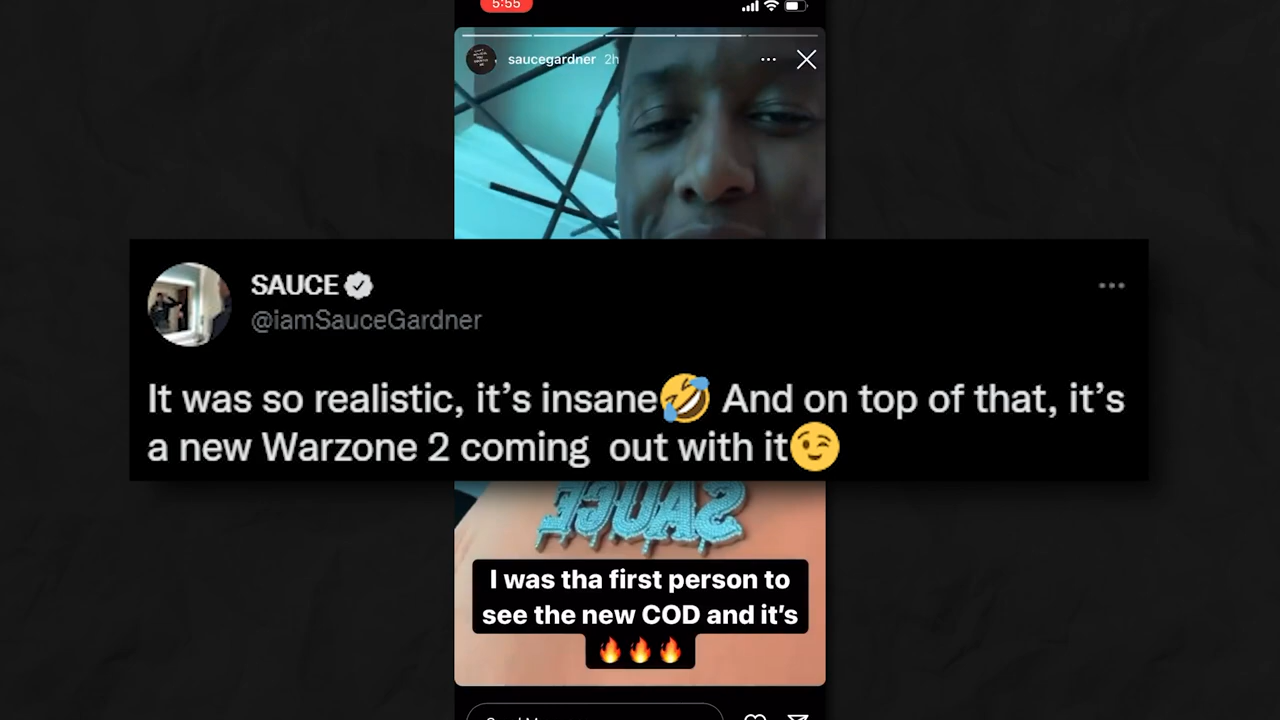 5:55
saucegardner 2h
SAUCE
@iamSauceGardner
It was so realistic, it’s insane🤣 And on top of that, it’s
a new Warzone 2 coming  out with it😉
SAUCE
I was tha first person to
see the new COD and it’s
🔥🔥🔥